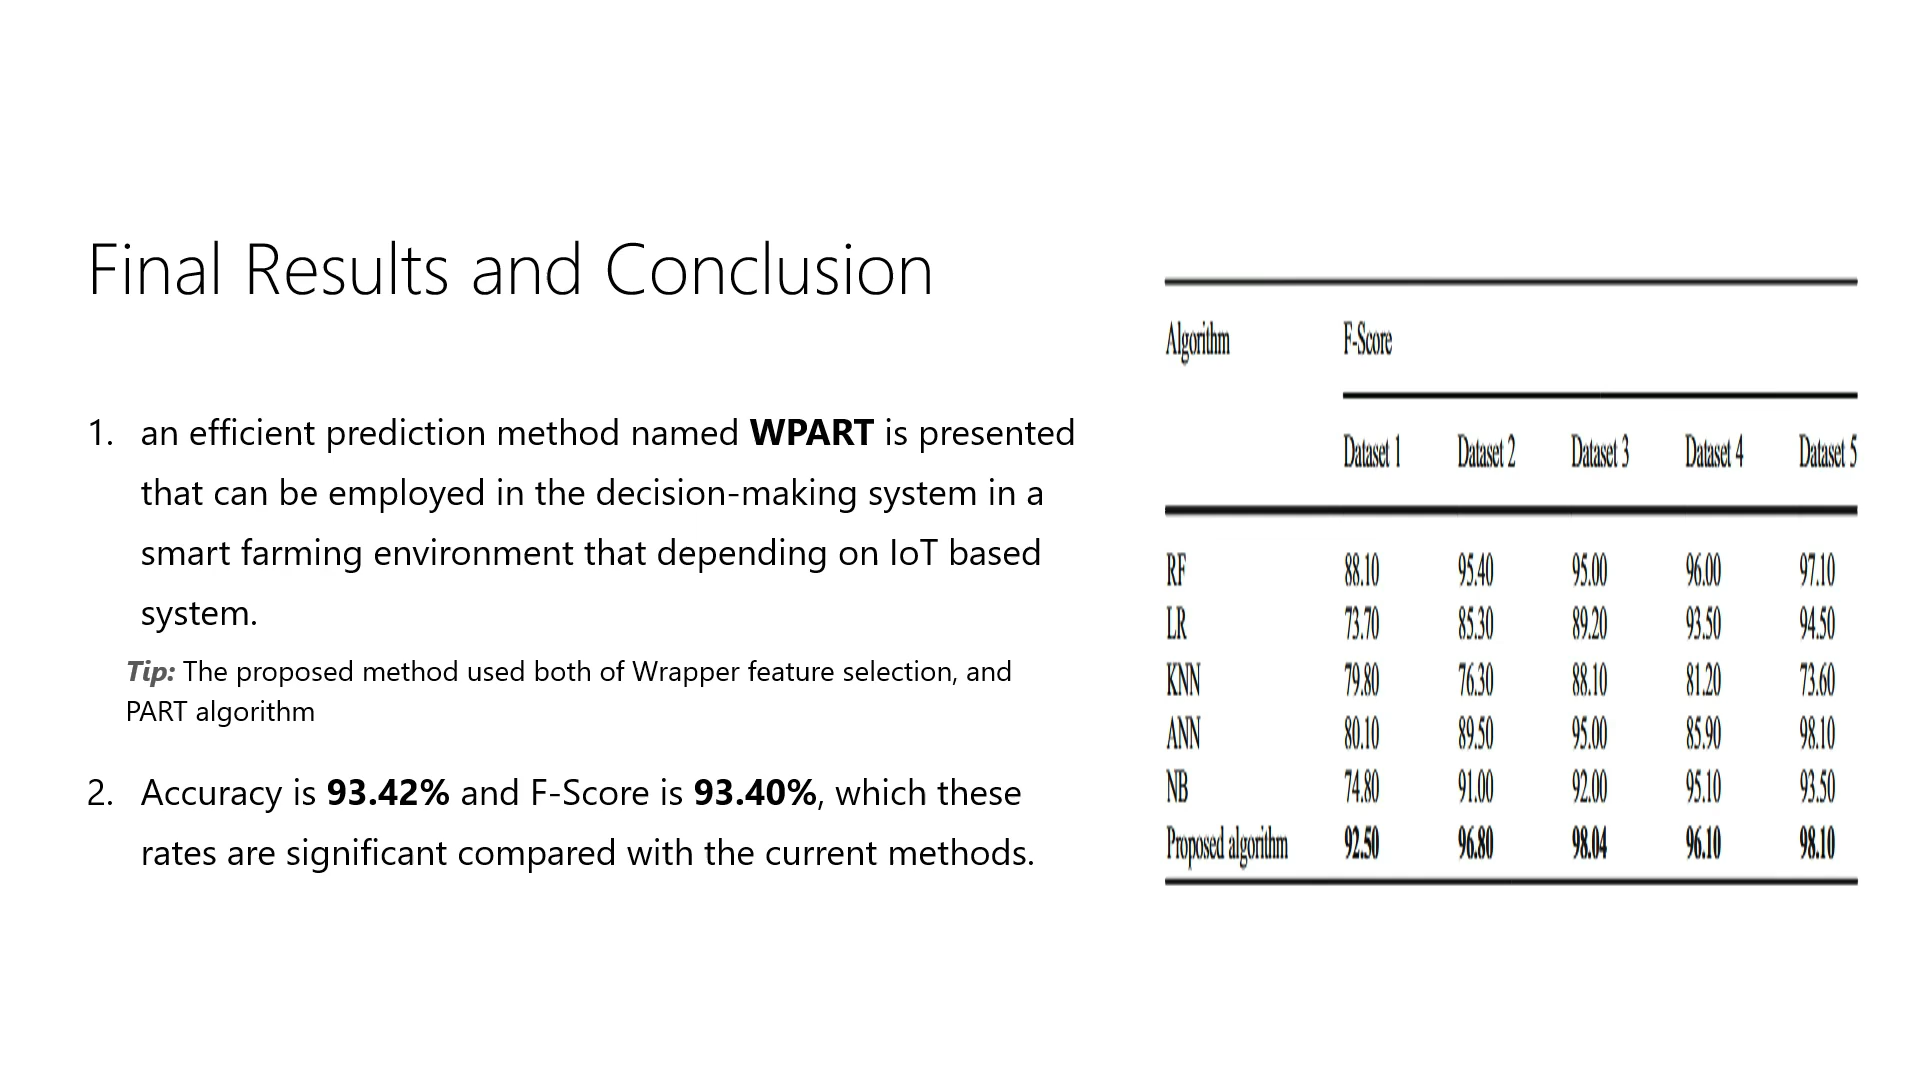 Final Results and Conclusion
1. an efficient prediction method named WPART is presented
that can be employed in the decision-making system in a
smart farming environment that depending on IoT based
system.
Tip: The proposed method used both of Wrapper feature selection, and
PART algorithm
2. Accuracy is 93.42% and F-Score is 93.40%, which these
rates are significant compared with the current methods.
Algorithm F-Score
Dataset 1 Dataset 2 Dataset 3 Dataset 4 Dataset 5
RF 88.10 95.40 95.00 96.00 97.10
LR 73.70 85.30 89.20 93.50 94.50
KNN 79.80 76.30 88.10 81.20 73.60
ANN 80.10 89.50 95.00 85.90 98.10
NB 74.80 91.00 92.00 95.10 93.50
Proposed algorithm 92.50 96.80 98.04 96.10 98.10